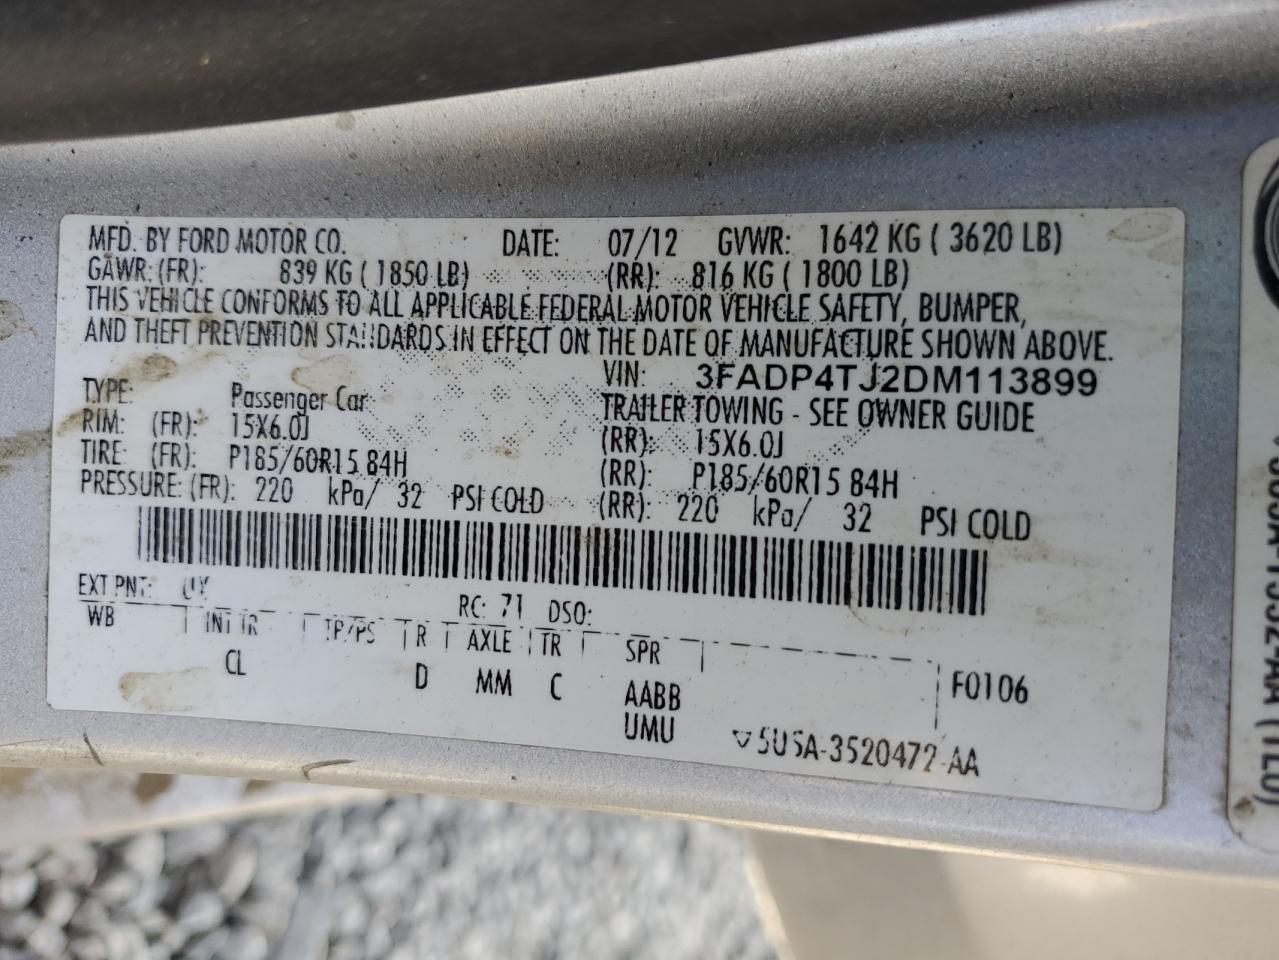 MFD. BY FORD MOTOR CO. DATE: 07/12 GVWR: 1642 KG ( 3620 LB)
GAWR: (FR): 839 KG ( 1850 LB) (RR): 816 KG ( 1800 LB)
THIS VEHICLE CONFORMS TO ALL APPLICABLE FEDERAL MOTOR VEHICLE SAFETY, BUMPER,
AND THEFT PREVENTION STANDARDS IN EFFECT ON THE DATE OF MANUFACTURE SHOWN ABOVE.
VIN: 3FADP4TJ2DM113899
TYPE: Passenger Car TRAILER TOWING - SEE OWNER GUIDE
RIM: (FR): 15X6.0J (RR): 15X6.0J
TIRE: (FR): P185/60R15 84H (RR): P185/60R15 84H
PRESSURE: (FR): 220 kPa/ 32 PSI COLD (RR): 220 kPa/ 32 PSI COLD
EXT PNT: UX RC: 71 DSO:
WB INT TR TP/PS R AXLE TR SPR
CL D MM C AABB F0106
UMU
5U5A-3520472-AA